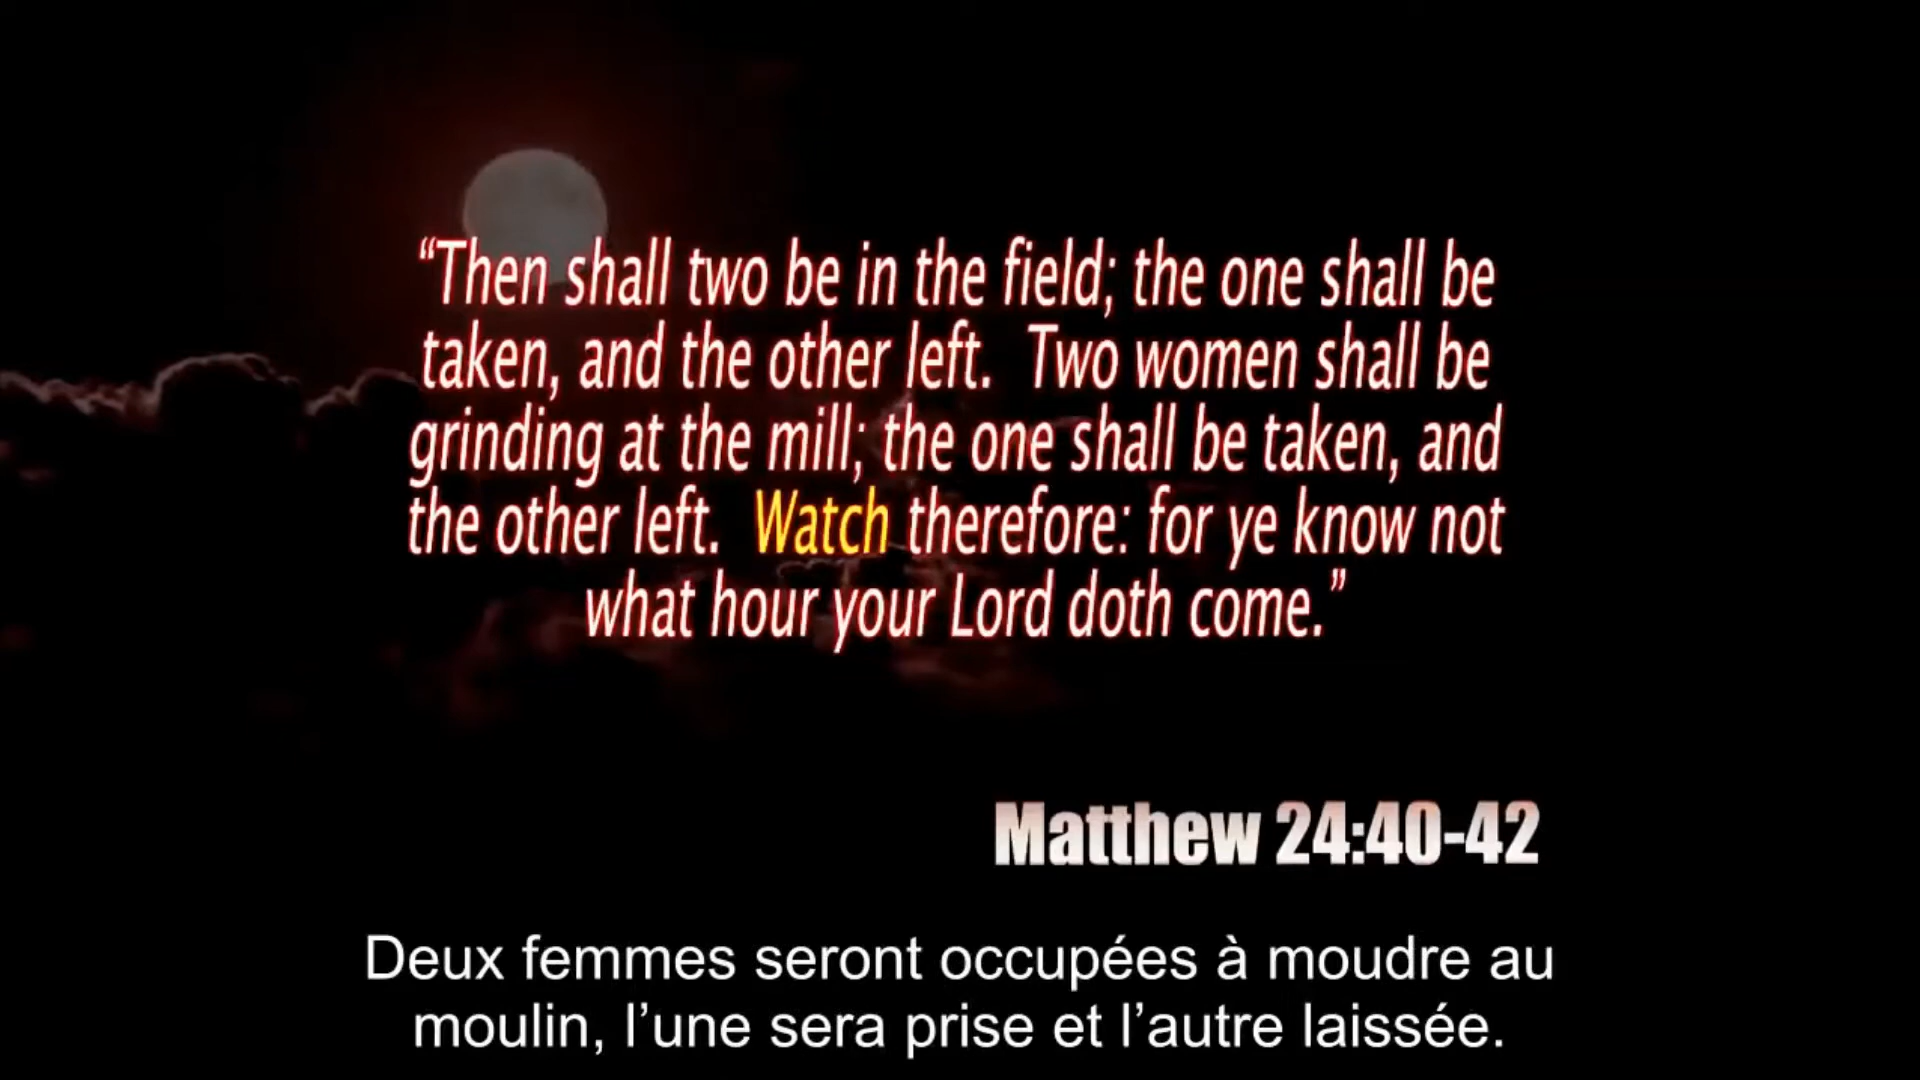 “Then shall two be in the field; the one shall be
taken, and the other left.  Two women shall be
grinding at the mill; the one shall be taken, and
the other left.  Watch therefore: for ye know not
what hour your Lord doth come.”
Matthew 24:40-42
Deux femmes seront occupées à moudre au
moulin, l’une sera prise et l’autre laissée.